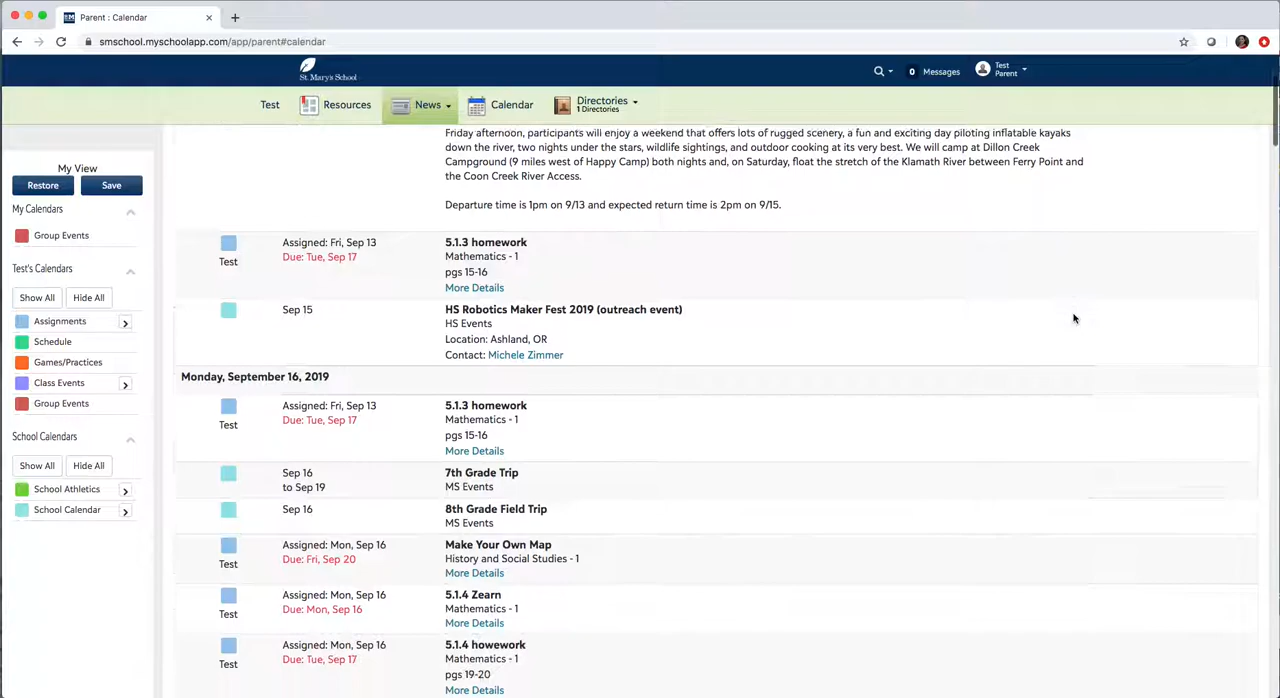 Parent : Calendar
smschool.myschoolapp.com/app/parent#calendar
St. Mary's School
0 Messages
Test
Parent
Test
Resources
News
Calendar
Directories
1 Directories
My View
Restore
Save
My Calendars
Group Events
Test's Calendars
Show All
Hide All
Assignments
Schedule
Games/Practices
Class Events
Group Events
School Calendars
Show All
Hide All
School Athletics
School Calendar
Friday afternoon, participants will enjoy a weekend that offers lots of rugged scenery, a fun and exciting day piloting inflatable kayaks
down the river, two nights under the stars, wildlife sightings, and outdoor cooking at its very best. We will camp at Dillon Creek
Campground (9 miles west of Happy Camp) both nights and, on Saturday, float the stretch of the Klamath River between Ferry Point and
the Coon Creek River Access.
Departure time is 1pm on 9/13 and expected return time is 2pm on 9/15.
Test
Assigned: Fri, Sep 13
Due: Tue, Sep 17
5.1.3 homework
Mathematics - 1
pgs 15-16
More Details
Sep 15
HS Robotics Maker Fest 2019 (outreach event)
HS Events
Location: Ashland, OR
Contact: Michele Zimmer
Monday, September 16, 2019
Test
Assigned: Fri, Sep 13
Due: Tue, Sep 17
5.1.3 homework
Mathematics - 1
pgs 15-16
More Details
Sep 16
to Sep 19
7th Grade Trip
MS Events
Sep 16
8th Grade Field Trip
MS Events
Test
Assigned: Mon, Sep 16
Due: Fri, Sep 20
Make Your Own Map
History and Social Studies - 1
More Details
Test
Assigned: Mon, Sep 16
Due: Mon, Sep 16
5.1.4 Zearn
Mathematics - 1
More Details
Test
Assigned: Mon, Sep 16
Due: Tue, Sep 17
5.1.4 howework
Mathematics - 1
pgs 19-20
More Details